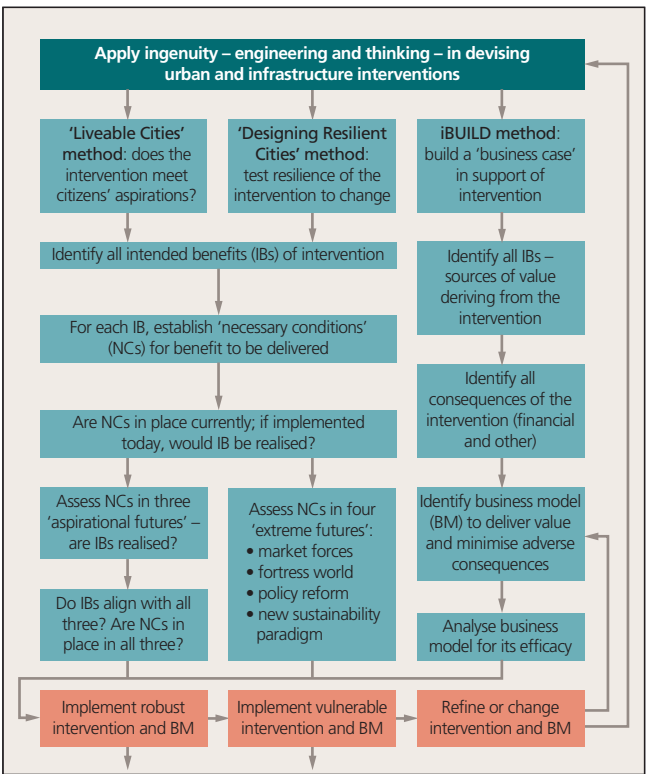 Apply ingenuity – engineering and thinking – in devising
urban and infrastructure interventions
'Liveable Cities'
method: does the
intervention meet
citizens' aspirations?
'Designing Resilient
Cities' method:
test resilience of the
intervention to change
iBUILD method:
build a 'business case'
in support of
intervention
Identify all intended benefits (IBs) of intervention
Identify all IBs –
sources of value
deriving from the
intervention
For each IB, establish 'necessary conditions'
(NCs) for benefit to be delivered
Identify all
consequences of the
intervention (financial
and other)
Are NCs in place currently; if implemented
today, would IB be realised?
Assess NCs in three
'aspirational futures' –
are IBs realised?
Assess NCs in four
'extreme futures':
• market forces
• fortress world
• policy reform
• new sustainability
paradigm
Identify business model
(BM) to deliver value
and minimise adverse
consequences
Do IBs align with all
three? Are NCs in
place in all three?
Analyse business
model for its efficacy
Implement robust
intervention and BM
Implement vulnerable
intervention and BM
Refine or change
intervention and BM